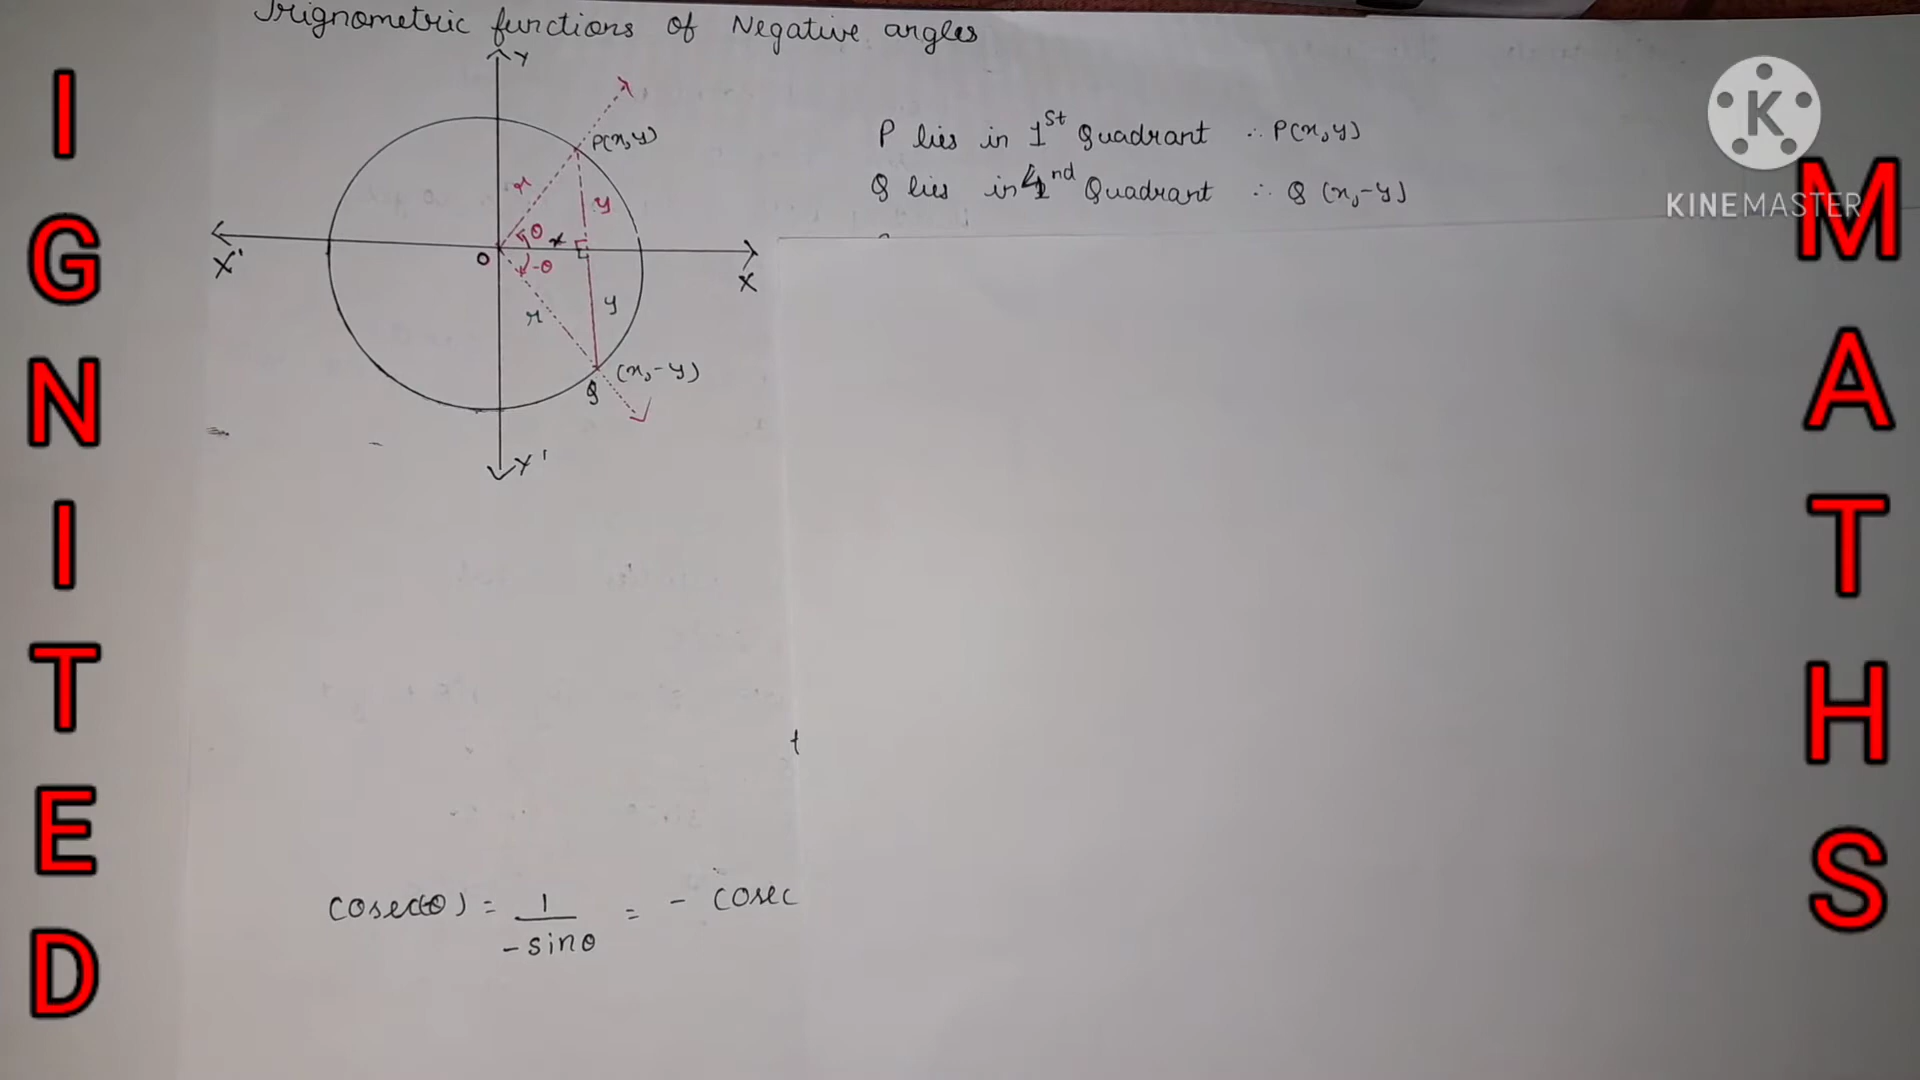 Trignometric functions of Negative angles
Y
P(x,y)
r
y
θ
x
O
-θ
X'
X
r
y
Q
(x,-y)
Y'
P lies in 1st Quadrant ∴ P(x,y)
Q lies in 4nd Quadrant ∴ Q (x,-y)
t
cosec(-θ) = 1 / -sinθ = - cosec
IGNITED
MATHS
K
KINEMASTER